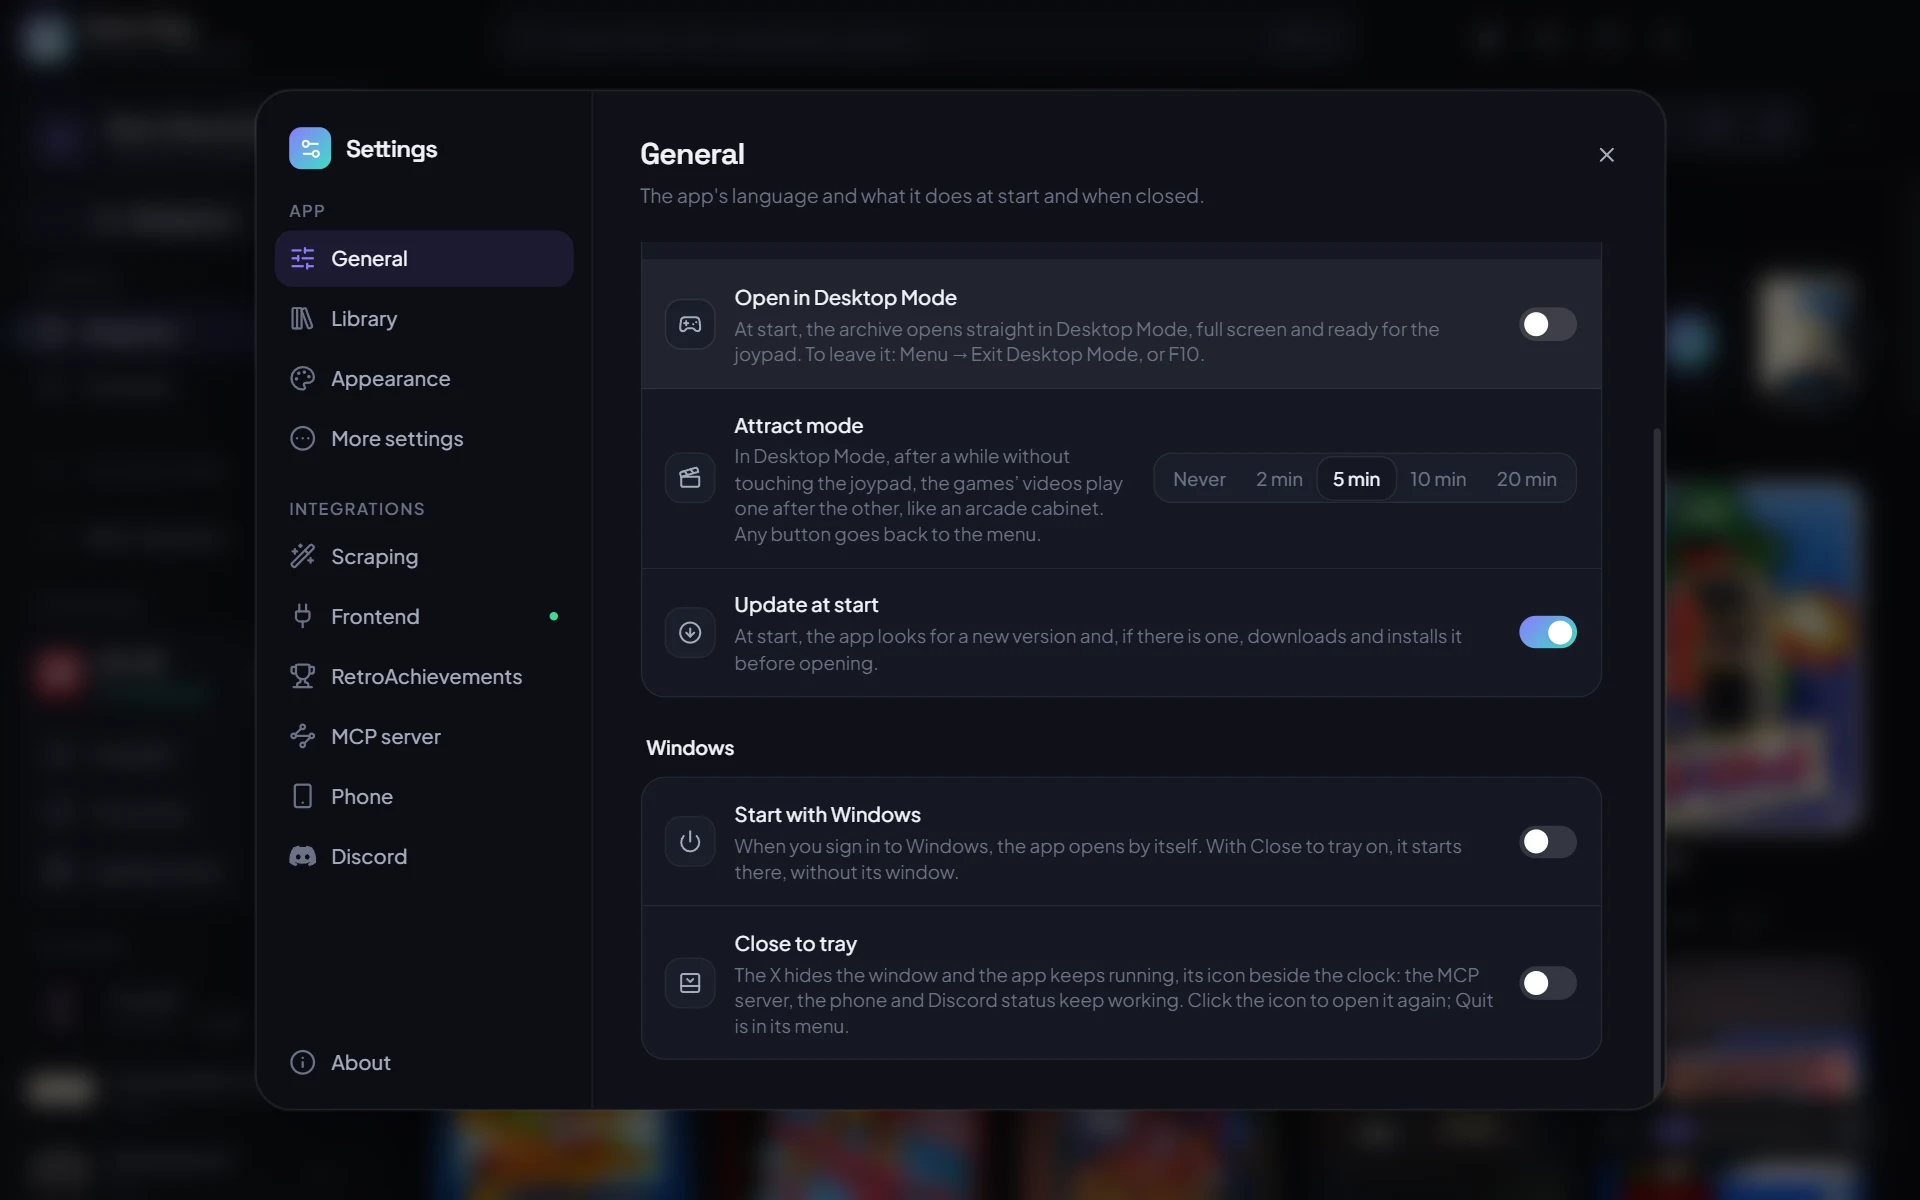 Settings
APP
General
Library
Appearance
More settings
INTEGRATIONS
Scraping
Frontend
RetroAchievements
MCP server
Phone
Discord
About
General
The app's language and what it does at start and when closed.
Open in Desktop Mode
At start, the archive opens straight in Desktop Mode, full screen and ready for the
joypad. To leave it: Menu → Exit Desktop Mode, or F10.
Attract mode
In Desktop Mode, after a while without
touching the joypad, the games' videos play
one after the other, like an arcade cabinet.
Any button goes back to the menu.
Never 2 min 5 min 10 min 20 min
Update at start
At start, the app looks for a new version and, if there is one, downloads and installs it
before opening.
Windows
Start with Windows
When you sign in to Windows, the app opens by itself. With Close to tray on, it starts
there, without its window.
Close to tray
The X hides the window and the app keeps running, its icon beside the clock: the MCP
server, the phone and Discord status keep working. Click the icon to open it again; Quit
is in its menu.